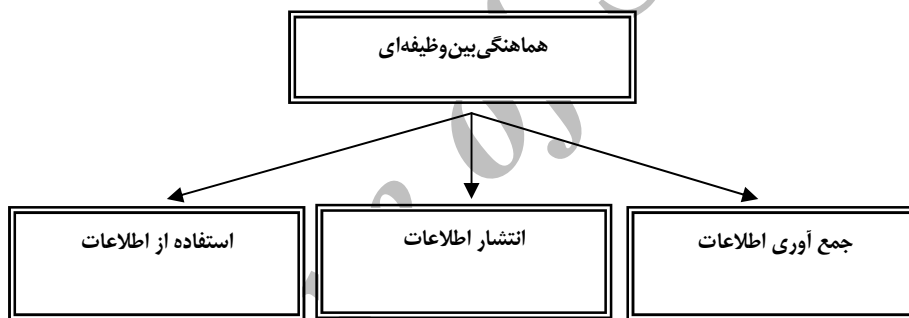 هماهنگی‌بین‌وظیفه‌ای
جمع آوری اطلاعات
انتشار اطلاعات
استفاده از اطلاعات